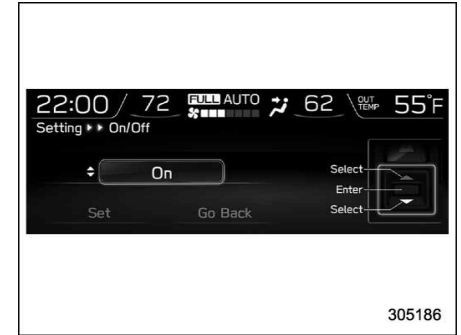 22:00 / 72 FULL AUTO 62 OUT TEMP 55°F
Setting ▸▸ On/Off
On
Select
Enter
Set Go Back Select
305186